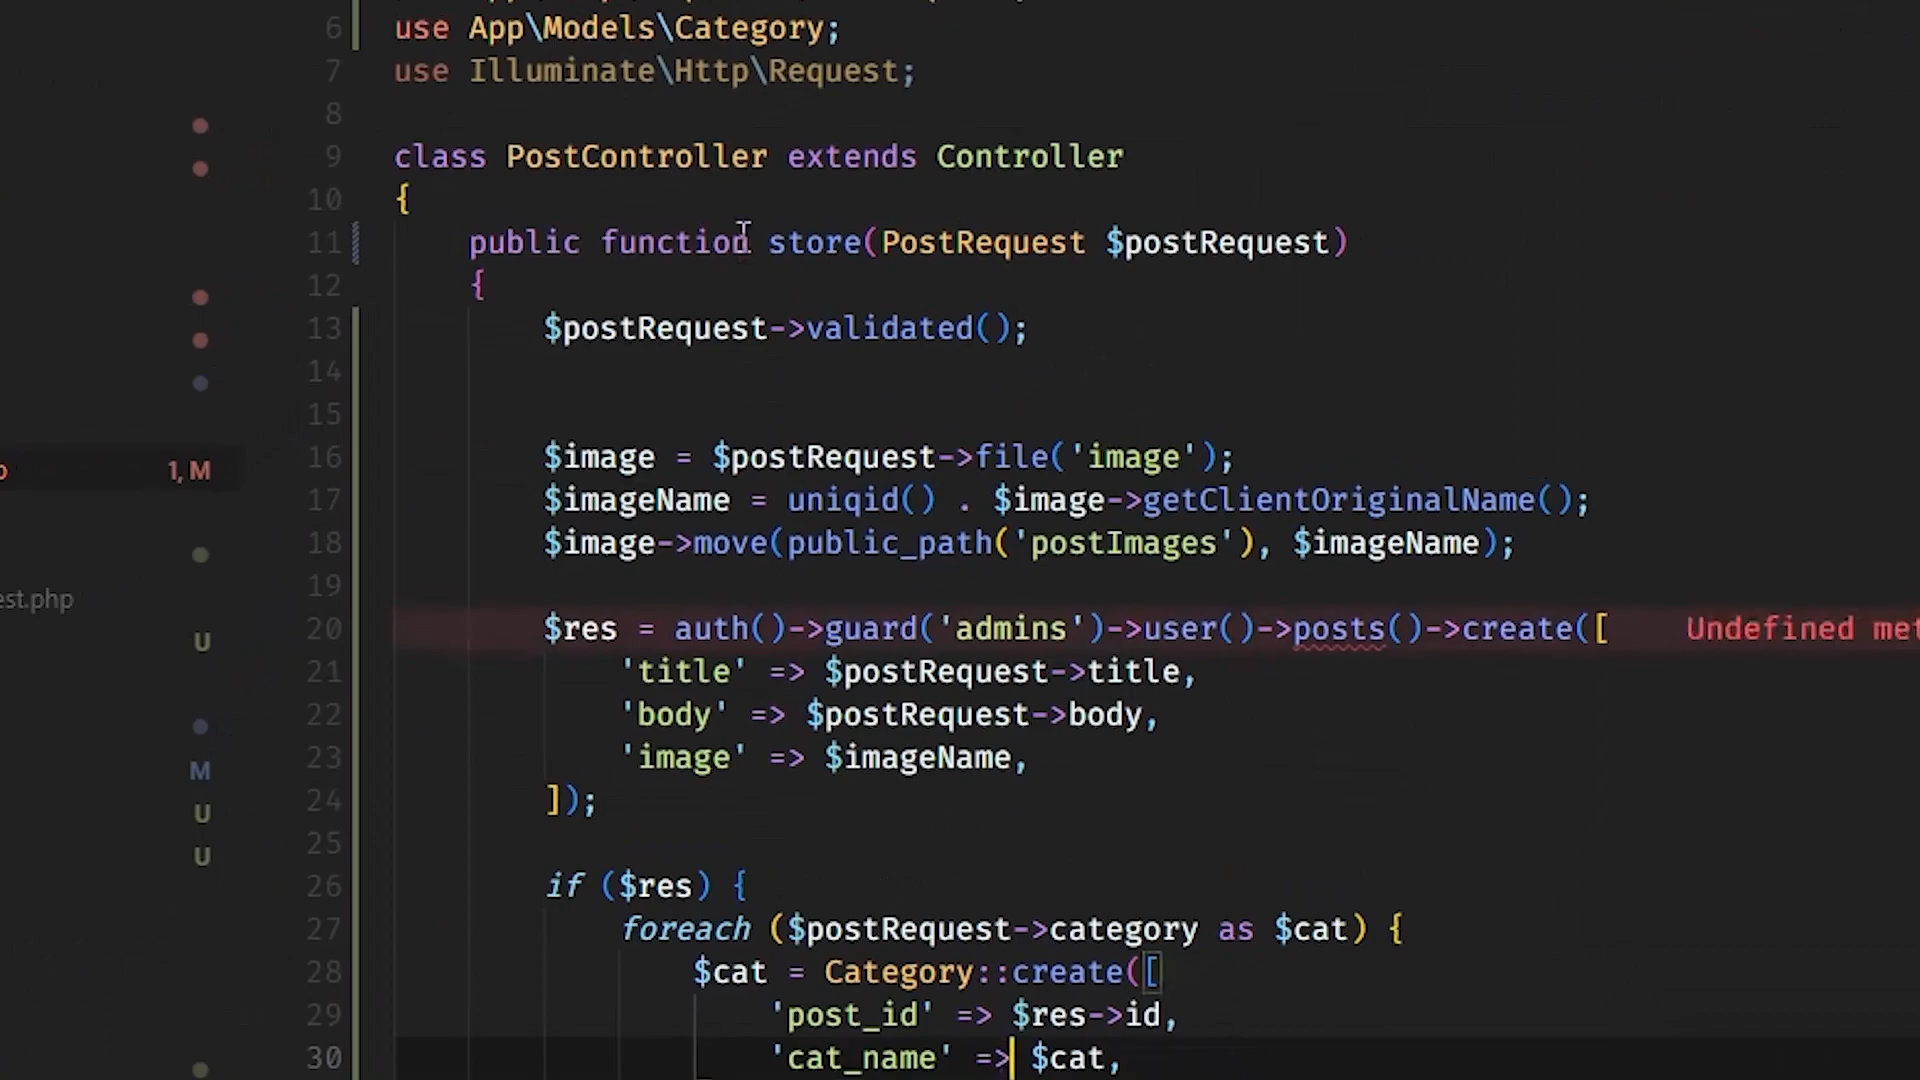 6 use App\Models\Category;
7 use Illuminate\Http\Request;
8
9 class PostController extends Controller
10 {
11 public function store(PostRequest $postRequest)
12 {
13 $postRequest->validated();
14
15
1, M
16 $image = $postRequest->file('image');
17 $imageName = uniqid() . $image->getClientOriginalName();
18 $image->move(public_path('postImages'), $imageName);
19
est.php
U
20 $res = auth()->guard('admins')->user()->posts()->create([ Undefined met
21 'title' => $postRequest->title,
22 'body' => $postRequest->body,
M
23 'image' => $imageName,
U
24 ]);
U
25
26 if ($res) {
27 foreach ($postRequest->category as $cat) {
28 $cat = Category::create([
29 'post_id' => $res->id,
30 'cat_name' => $cat,